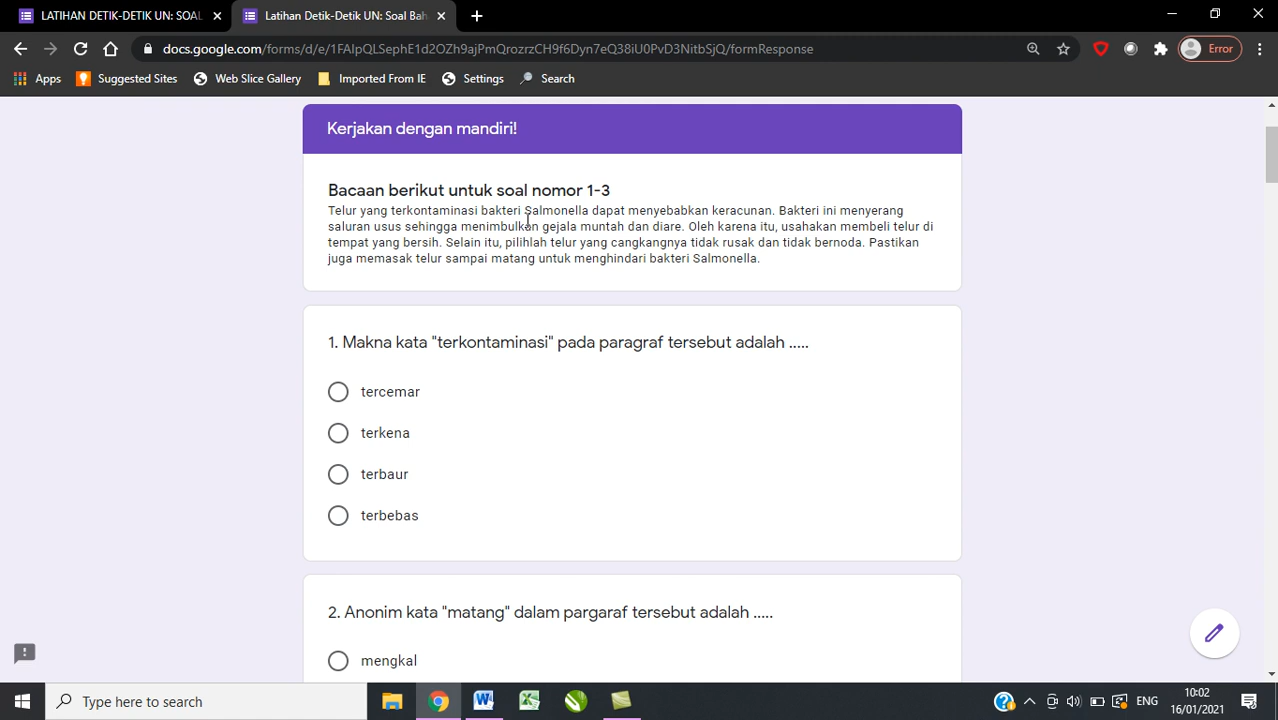 LATIHAN DETIK-DETIK UN: SOAL
Latihan Detik-Detik UN: Soal Bah
docs.google.com/forms/d/e/1FAIpQLSephE1d2OZh9ajPmQrozrzCH9f6Dyn7eQ38iU0PvD3NitbSjQ/formResponse
Error
Apps
Suggested Sites
Web Slice Gallery
Imported From IE
Settings
Search
Kerjakan dengan mandiri!
Bacaan berikut untuk soal nomor 1-3
Telur yang terkontaminasi bakteri Salmonella dapat menyebabkan keracunan. Bakteri ini menyerang
saluran usus sehingga menimbulkan gejala muntah dan diare. Oleh karena itu, usahakan membeli telur di
tempat yang bersih. Selain itu, pilihlah telur yang cangkangnya tidak rusak dan tidak bernoda. Pastikan
juga memasak telur sampai matang untuk menghindari bakteri Salmonella.
1. Makna kata "terkontaminasi" pada paragraf tersebut adalah .....
tercemar
terkena
terbaur
terbebas
2. Anonim kata "matang" dalam pargaraf tersebut adalah .....
mengkal
Type here to search
ENG
10:02
16/01/2021